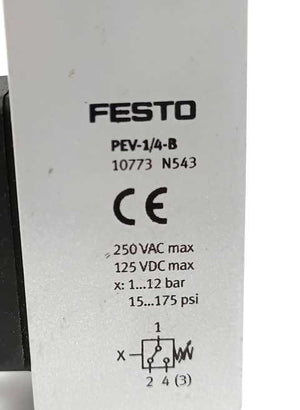 FESTO
PEV-1/4-B
10773 N543
CE
250 VAC max
125 VDC max
x: 1...12 bar
15...175 psi
1
X
2 4 (3)